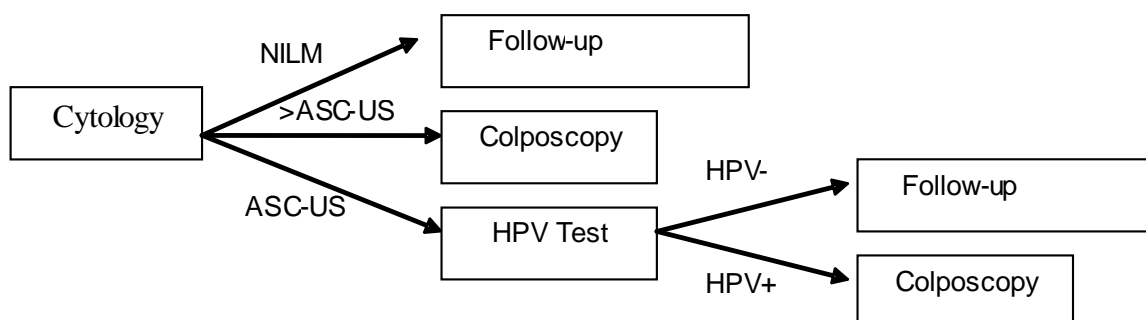 Cytology
NILM
Follow-up
>ASC-US
Colposcopy
ASC-US
HPV Test
HPV-
Follow-up
HPV+
Colposcopy